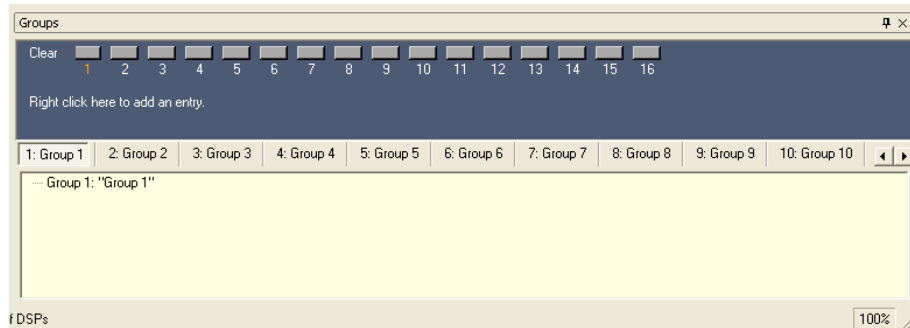 Groups
Clear
1 2 3 4 5 6 7 8 9 10 11 12 13 14 15 16
Right click here to add an entry.
1: Group 1 2: Group 2 3: Group 3 4: Group 4 5: Group 5 6: Group 6 7: Group 7 8: Group 8 9: Group 9 10: Group 10
Group 1: "Group 1"
f DSPs 100%